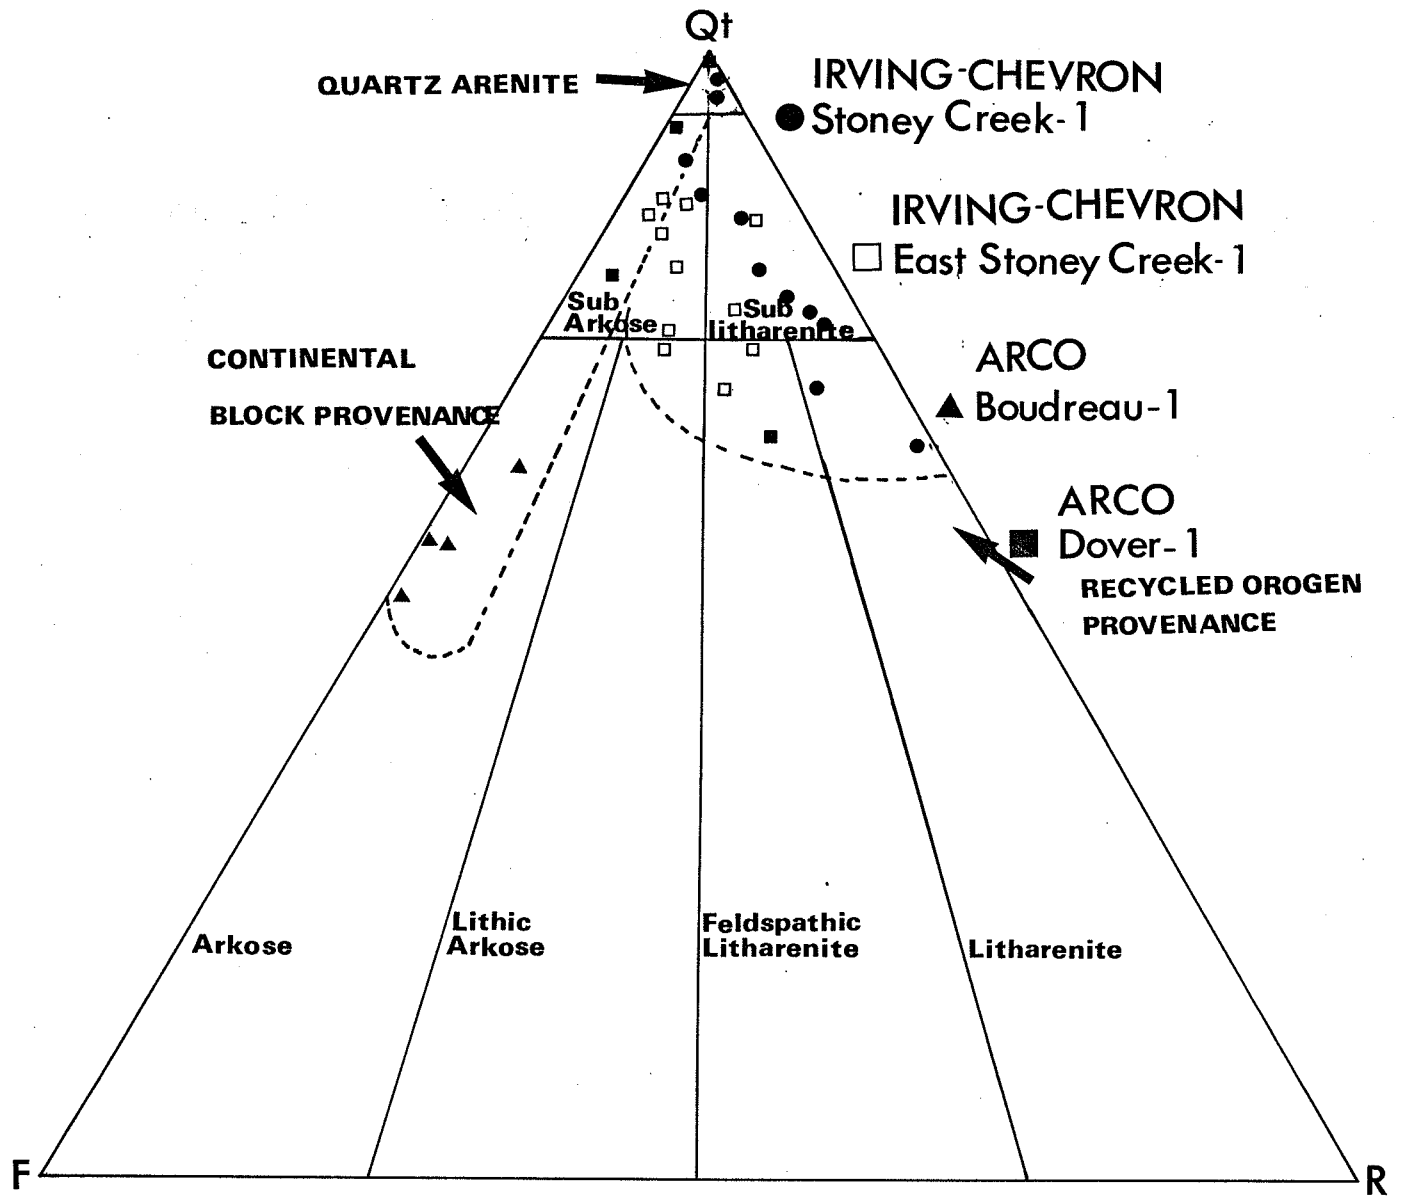 Qt
QUARTZ ARENITE
IRVING-CHEVRON
Stoney Creek-1
IRVING-CHEVRON
East Stoney Creek-1
Sub
Arkose
Sub
litharenite
CONTINENTAL
BLOCK PROVENANCE
ARCO
Boudreau-1
ARCO
Dover-1
RECYCLED OROGEN
PROVENANCE
Arkose
Lithic
Arkose
Feldspathic
Litharenite
Litharenite
F
R